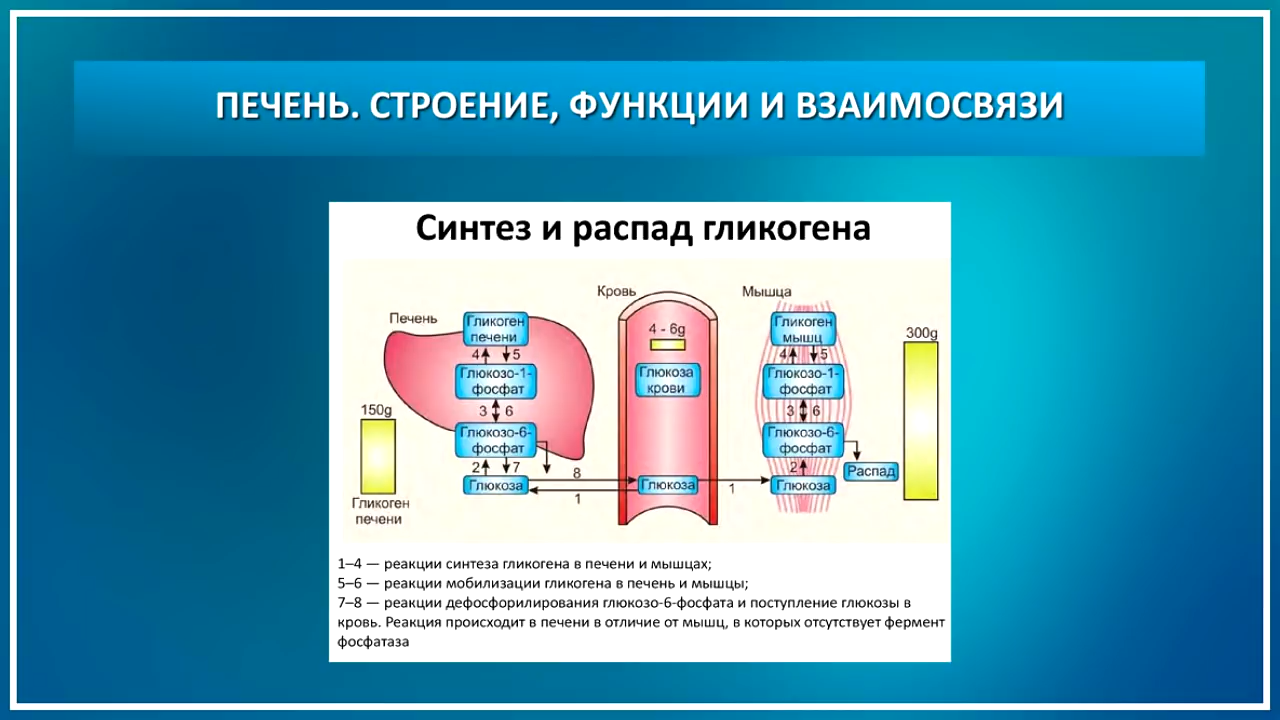 ПЕЧЕНЬ. СТРОЕНИЕ, ФУНКЦИИ И ВЗАИМОСВЯЗИ
Синтез и распад гликогена
Печень
Гликоген
печени
4 5
Глюкозо-1-
фосфат
3 6
Глюкозо-6-
фосфат
2 7
Глюкоза
150g
Гликоген
печени
8
1
Кровь
4 - 6g
Глюкоза
крови
Глюкоза
1
Мышца
Гликоген
мышц
4 5
Глюкозо-1-
фосфат
3 6
Глюкозо-6-
фосфат
2
Глюкоза
Распад
300g
1–4 — реакции синтеза гликогена в печени и мышцах;
5–6 — реакции мобилизации гликогена в печень и мышцы;
7–8 — реакции дефосфорилирования глюкозо-6-фосфата и поступление глюкозы в
кровь. Реакция происходит в печени в отличие от мышц, в которых отсутствует фермент
фосфатаза